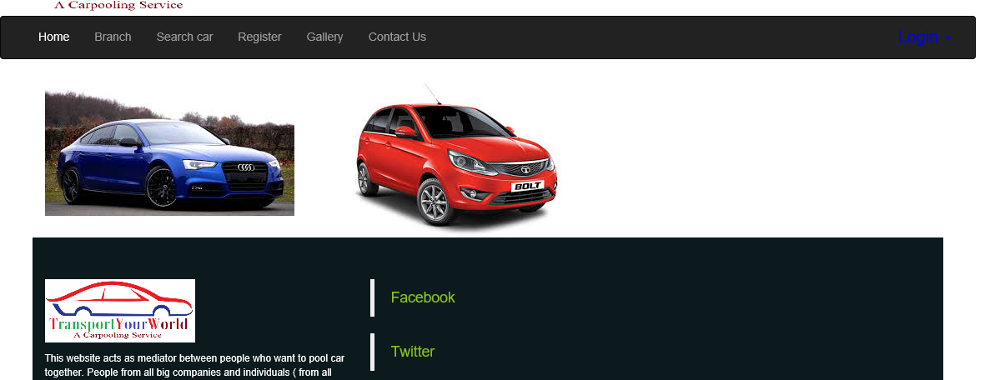 A Carpooling Service
Home Branch Search car Register Gallery Contact Us Login
BOLT
TransportYourWorld
A Carpooling Service
Facebook
Twitter
This website acts as mediator between people who want to pool car
together. People from all big companies and individuals ( from all